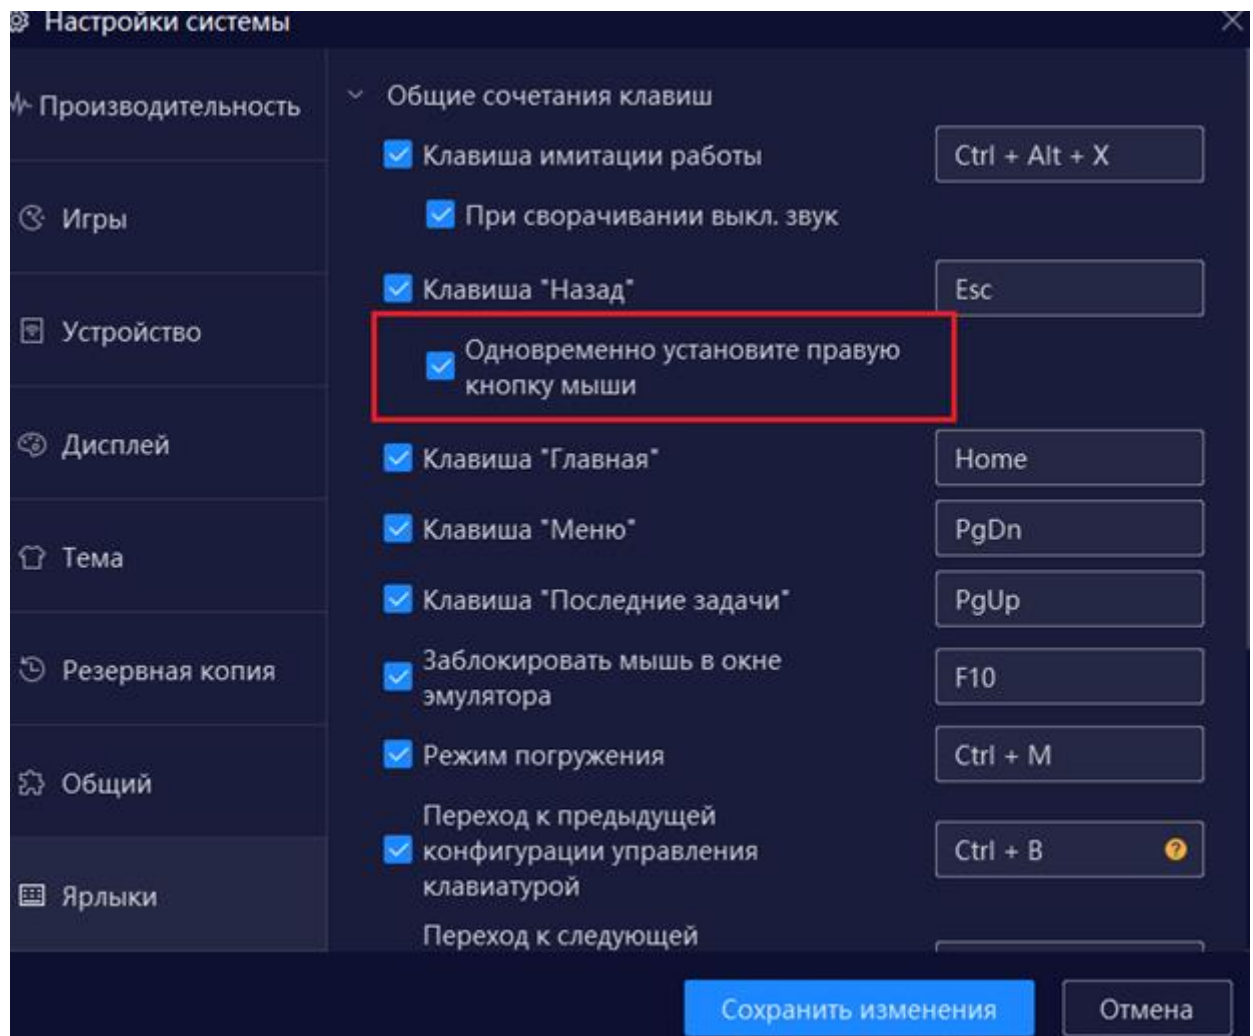 Настройки системы
Производительность
Игры
Устройство
Дисплей
Тема
Резервная копия
Общий
Ярлыки
Общие сочетания клавиш
Клавиша имитации работы
Ctrl + Alt + X
При сворачивании выкл. звук
Клавиша "Назад"
Esc
Одновременно установите правую
кнопку мыши
Клавиша "Главная"
Home
Клавиша "Меню"
PgDn
Клавиша "Последние задачи"
PgUp
Заблокировать мышь в окне
эмулятора
F10
Режим погружения
Ctrl + M
Переход к предыдущей
конфигурации управления
клавиатурой
Ctrl + B
?
Переход к следующей
Сохранить изменения
Отмена